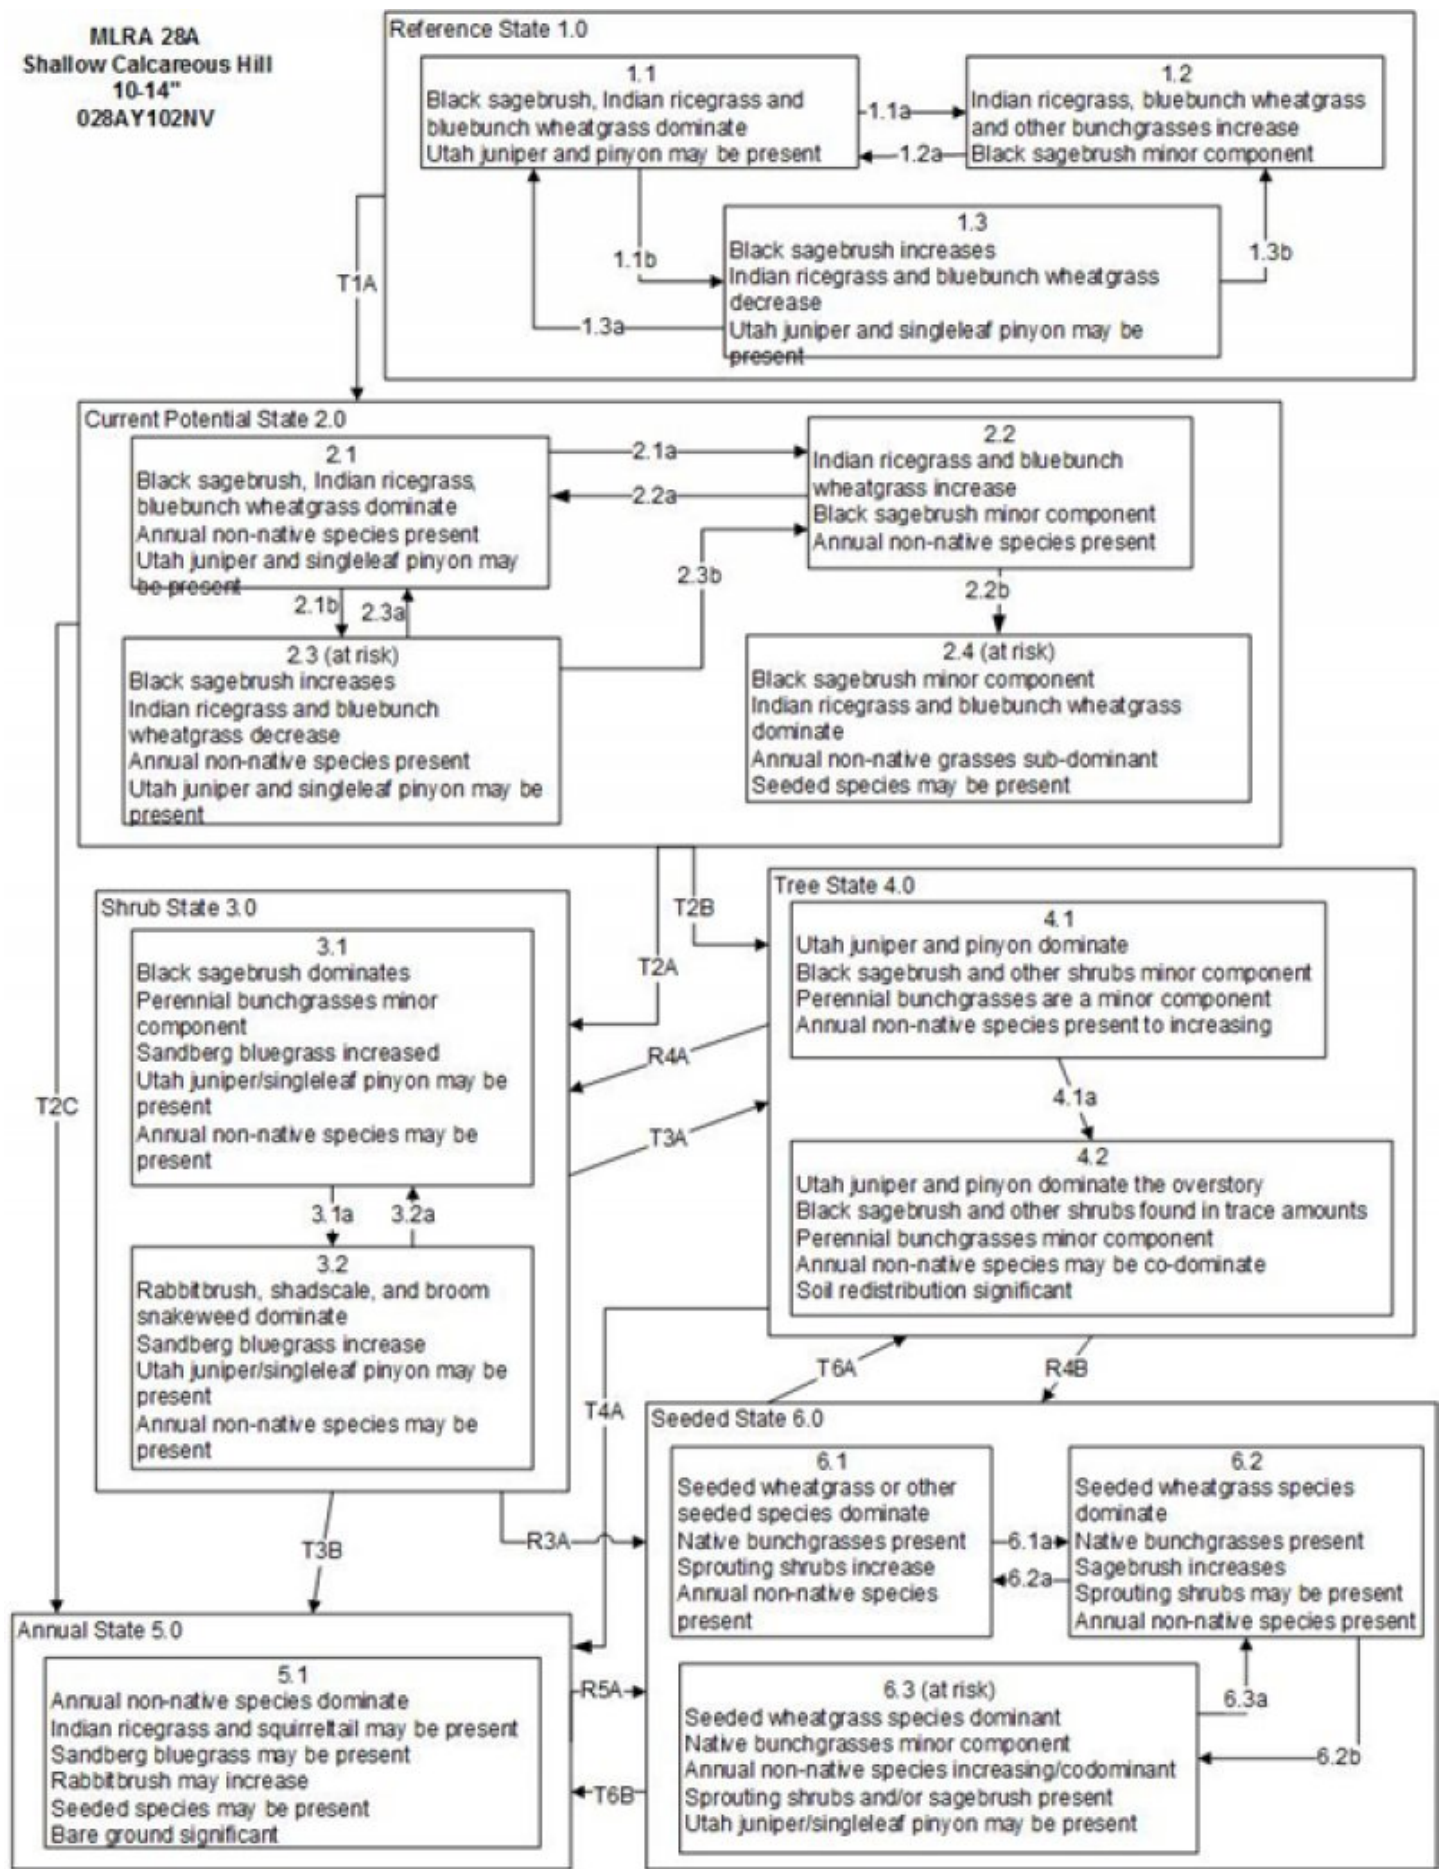 MLRA 28A
Shallow Calcareous Hill
10-14"
028AY102NV
Reference State 1.0
1.1
Black sagebrush, Indian ricegrass and
bluebunch wheatgrass dominate
Utah juniper and pinyon may be present
1.1a
1.2a
1.2
Indian ricegrass, bluebunch wheatgrass
and other bunchgrasses increase
Black sagebrush minor component
1.1b
1.3a
1.3
Black sagebrush increases
Indian ricegrass and bluebunch wheatgrass
decrease
Utah juniper and singleleaf pinyon may be
present
1.3b
T1A
Current Potential State 2.0
2.1
Black sagebrush, Indian ricegrass,
bluebunch wheatgrass dominate
Annual non-native species present
Utah juniper and singleleaf pinyon may
be present
2.1a
2.2a
2.2
Indian ricegrass and bluebunch
wheatgrass increase
Black sagebrush minor component
Annual non-native species present
2.1b
2.3a
2.3b
2.2b
2.3 (at risk)
Black sagebrush increases
Indian ricegrass and bluebunch
wheatgrass decrease
Annual non-native species present
Utah juniper and singleleaf pinyon may be
present
2.4 (at risk)
Black sagebrush minor component
Indian ricegrass and bluebunch wheatgrass
dominate
Annual non-native grasses sub-dominant
Seeded species may be present
T2C
T2A
T2B
Shrub State 3.0
3.1
Black sagebrush dominates
Perennial bunchgrasses minor
component
Sandberg bluegrass increased
Utah juniper/singleleaf pinyon may be
present
Annual non-native species may be
present
3.1a
3.2a
3.2
Rabbitbrush, shadscale, and broom
snakeweed dominate
Sandberg bluegrass increase
Utah juniper/singleleaf pinyon may be
present
Annual non-native species may be
present
R4A
T3A
Tree State 4.0
4.1
Utah juniper and pinyon dominate
Black sagebrush and other shrubs minor component
Perennial bunchgrasses are a minor component
Annual non-native species present to increasing
4.1a
4.2
Utah juniper and pinyon dominate the overstory
Black sagebrush and other shrubs found in trace amounts
Perennial bunchgrasses minor component
Annual non-native species may be co-dominate
Soil redistribution significant
T4A
T6A
R4B
T3B
R3A
Annual State 5.0
5.1
Annual non-native species dominate
Indian ricegrass and squirreltail may be present
Sandberg bluegrass may be present
Rabbitbrush may increase
Seeded species may be present
Bare ground significant
R5A
T6B
Seeded State 6.0
6.1
Seeded wheatgrass or other
seeded species dominate
Native bunchgrasses present
Sprouting shrubs increase
Annual non-native species
present
6.1a
6.2a
6.2
Seeded wheatgrass species
dominate
Native bunchgrasses present
Sagebrush increases
Sprouting shrubs may be present
Annual non-native species present
6.3 (at risk)
Seeded wheatgrass species dominant
Native bunchgrasses minor component
Annual non-native species increasing/codominant
Sprouting shrubs and/or sagebrush present
Utah juniper/singleleaf pinyon may be present
6.3a
6.2b